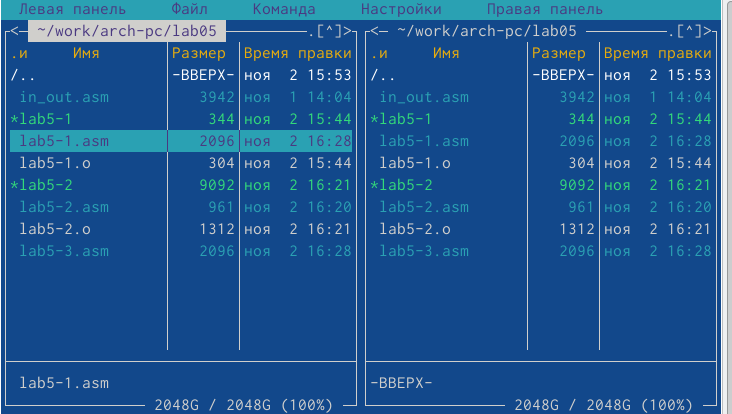 Левая панель Файл Команда Настройки Правая панель
<─ ~/work/arch-pc/lab05 ─.[^]> <─ ~/work/arch-pc/lab05 ─.[^]>
.и Имя Размер Время правки .и Имя Размер Время правки
/.. -ВВЕРХ- ноя 2 15:53 /.. -ВВЕРХ- ноя 2 15:53
in_out.asm 3942 ноя 1 14:04 in_out.asm 3942 ноя 1 14:04
*lab5-1 344 ноя 2 15:44 *lab5-1 344 ноя 2 15:44
lab5-1.asm 2096 ноя 2 16:28 lab5-1.asm 2096 ноя 2 16:28
lab5-1.o 304 ноя 2 15:44 lab5-1.o 304 ноя 2 15:44
*lab5-2 9092 ноя 2 16:21 *lab5-2 9092 ноя 2 16:21
lab5-2.asm 961 ноя 2 16:20 lab5-2.asm 961 ноя 2 16:20
lab5-2.o 1312 ноя 2 16:21 lab5-2.o 1312 ноя 2 16:21
lab5-3.asm 2096 ноя 2 16:28 lab5-3.asm 2096 ноя 2 16:28
lab5-1.asm -ВВЕРХ-
2048G / 2048G (100%) 2048G / 2048G (100%)